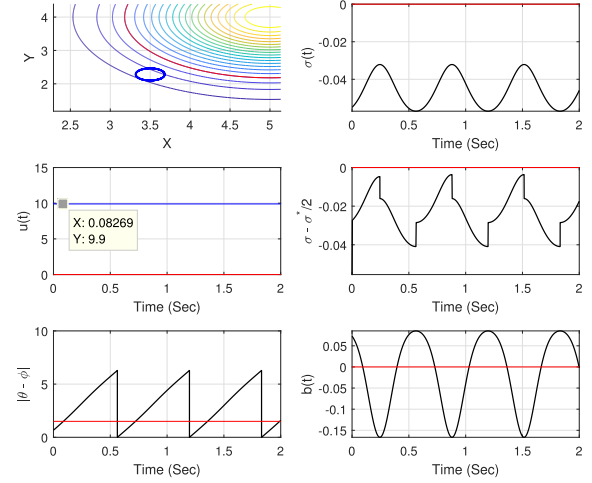 4
3
2
Y
2.5 3 3.5 4 4.5 5
X
0
-0.02
-0.04
σ(t)
0 0.5 1 1.5 2
Time (Sec)
15
10
5
0
u(t)
X: 0.08269
Y: 9.9
0 0.5 1 1.5 2
Time (Sec)
0
-0.02
-0.04
σ - σ*/2
0 0.5 1 1.5 2
Time (Sec)
10
5
0
|θ - ϕ|
0 0.5 1 1.5 2
Time (Sec)
0.05
0
-0.05
-0.1
-0.15
b(t)
0 0.5 1 1.5 2
Time (Sec)